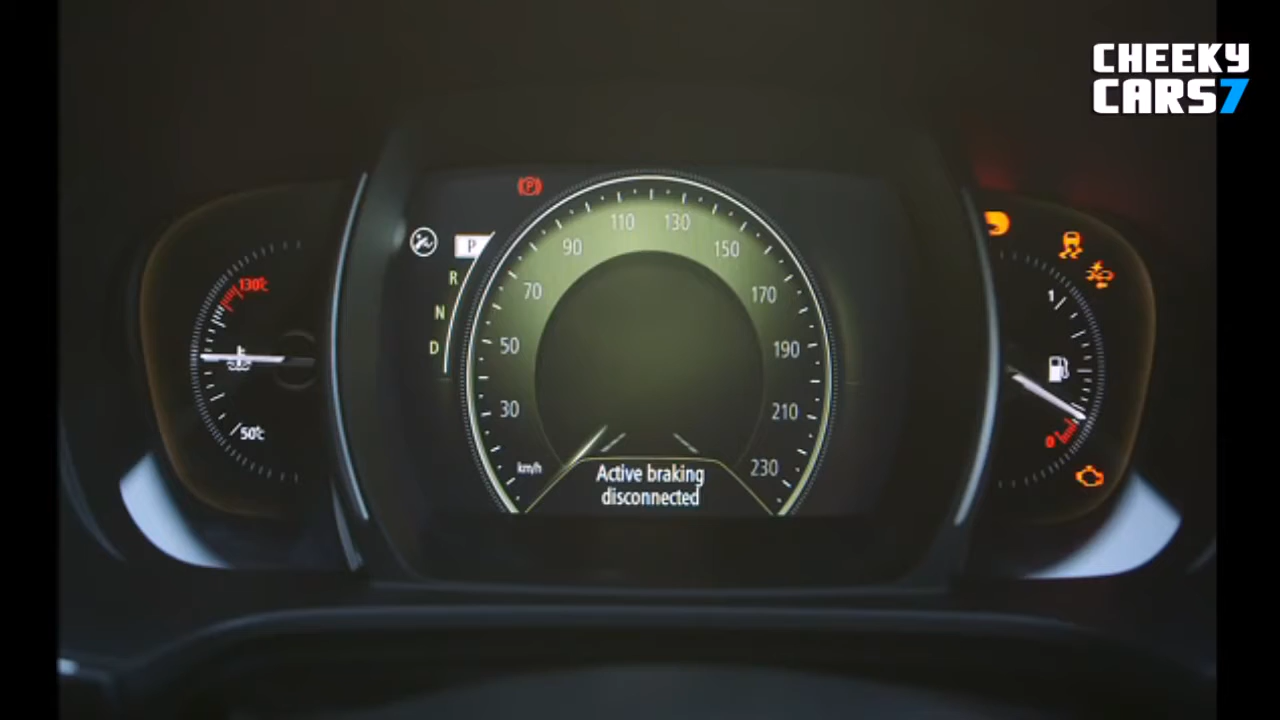 CHEEKY
CARS7
P
P
R
N
D
130°C
50°C
30
50
70
90
110
130
150
170
190
210
230
km/h
Active braking
disconnected
1
0